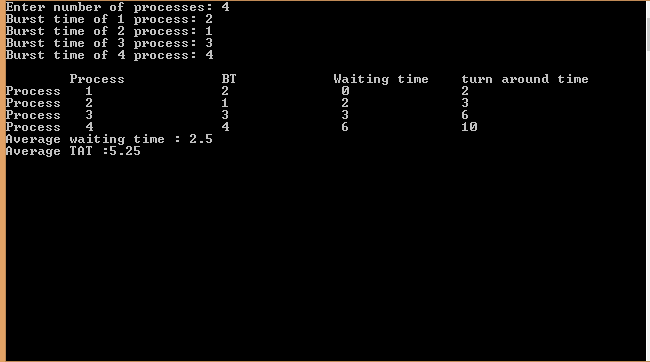 Enter number of processes: 4
Burst time of 1 process: 2
Burst time of 2 process: 1
Burst time of 3 process: 3
Burst time of 4 process: 4
Process BT Waiting time turn around time
Process 1 2 0 2
Process 2 1 2 3
Process 3 3 3 6
Process 4 4 6 10
Average waiting time : 2.5
Average TAT :5.25